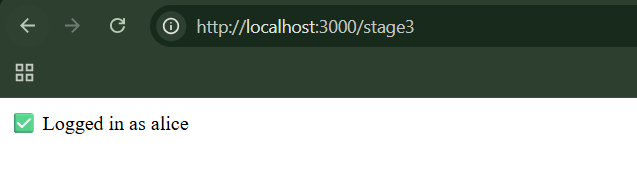 http://localhost:3000/stage3
✅ Logged in as alice